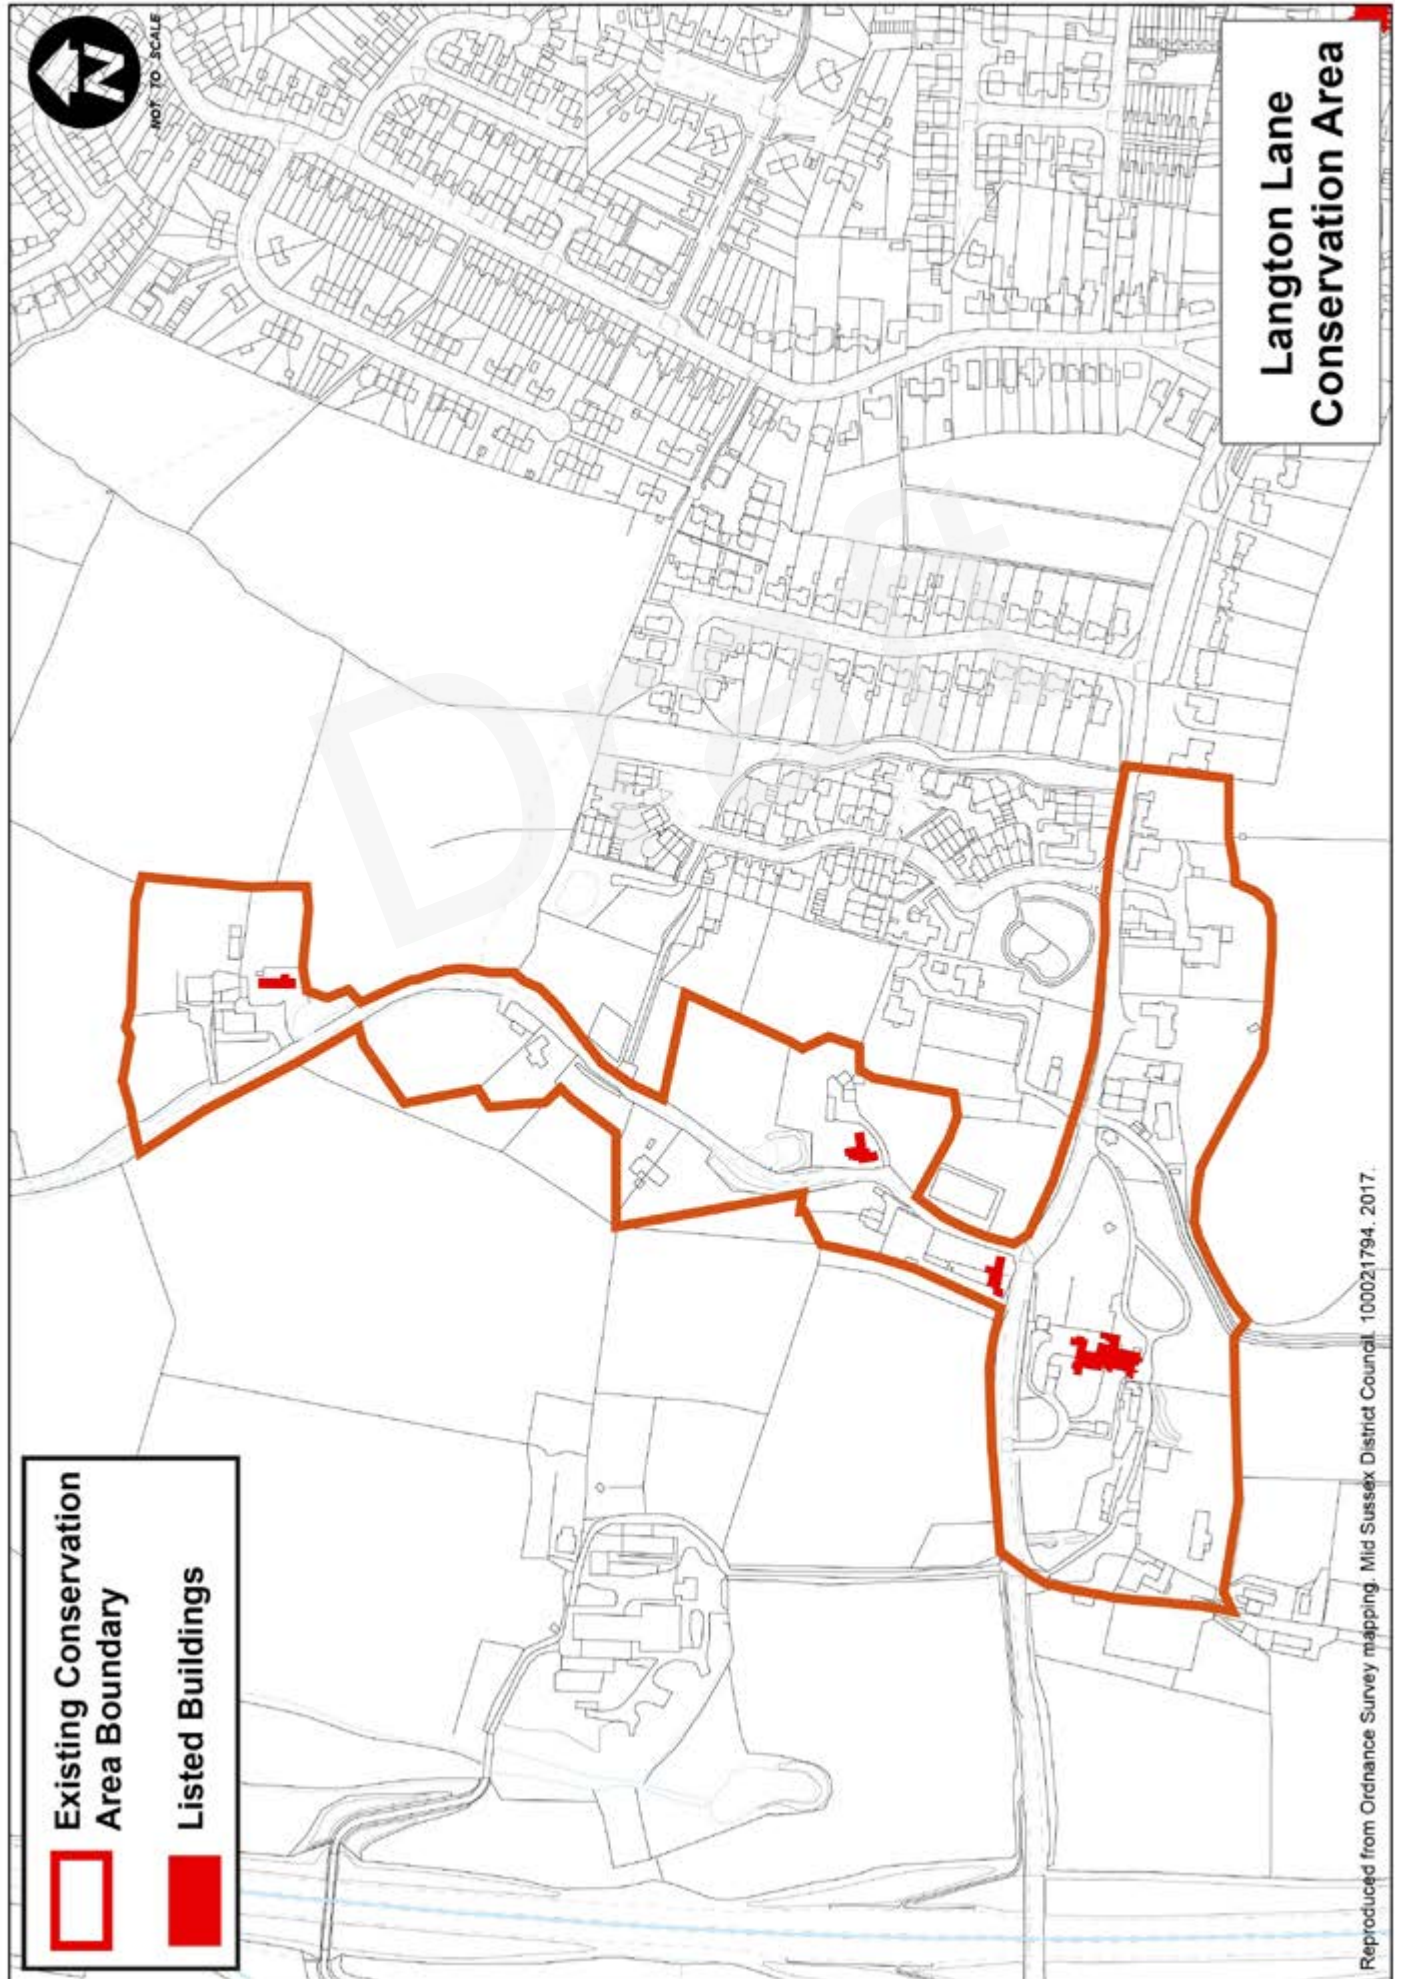 N
NOT TO SCALE
Langton Lane
Conservation Area
Existing Conservation
Area Boundary
Listed Buildings
Draft
Reproduced from Ordnance Survey mapping. Mid Sussex District Council. 100021794. 2017.